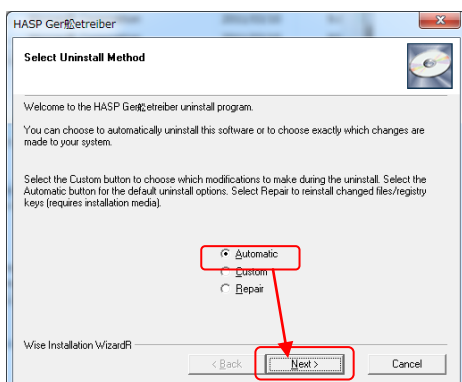 HASP Ger舩etreiber
Select Uninstall Method
Welcome to the HASP Ger舩etreiber uninstall program.
You can choose to automatically uninstall this software or to choose exactly which changes are
made to your system.
Select the Custom button to choose which modifications to make during the uninstall. Select the
Automatic button for the default uninstall options. Select Repair to reinstall changed files/registry
keys (requires installation media).
Automatic
Custom
Repair
Wise Installation WizardR
< Back
Next >
Cancel